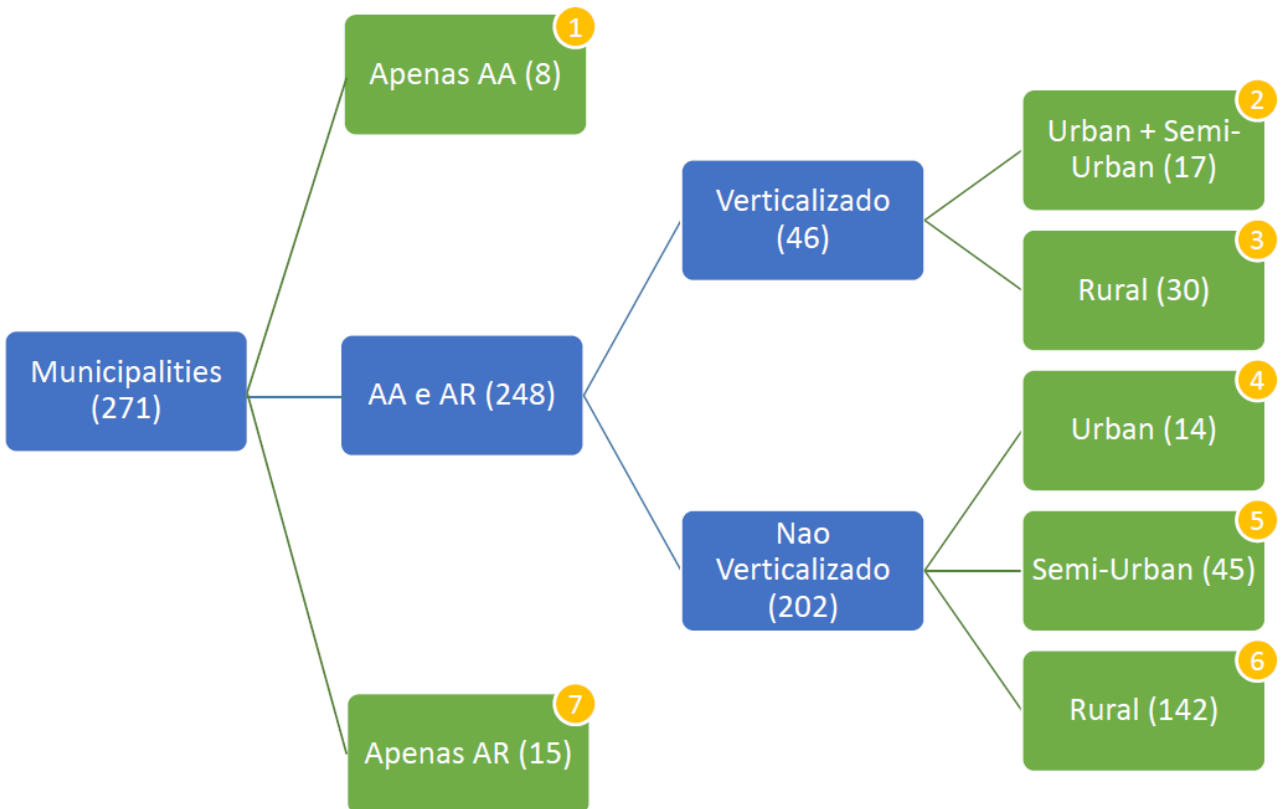 1
Apenas AA (8)
2
Urban + Semi-
Urban (17)
Verticalizado
(46)
3
Rural (30)
Municipalities
(271)
AA e AR (248)
4
Urban (14)
Nao
Verticalizado
(202)
5
Semi-Urban (45)
6
Rural (142)
7
Apenas AR (15)